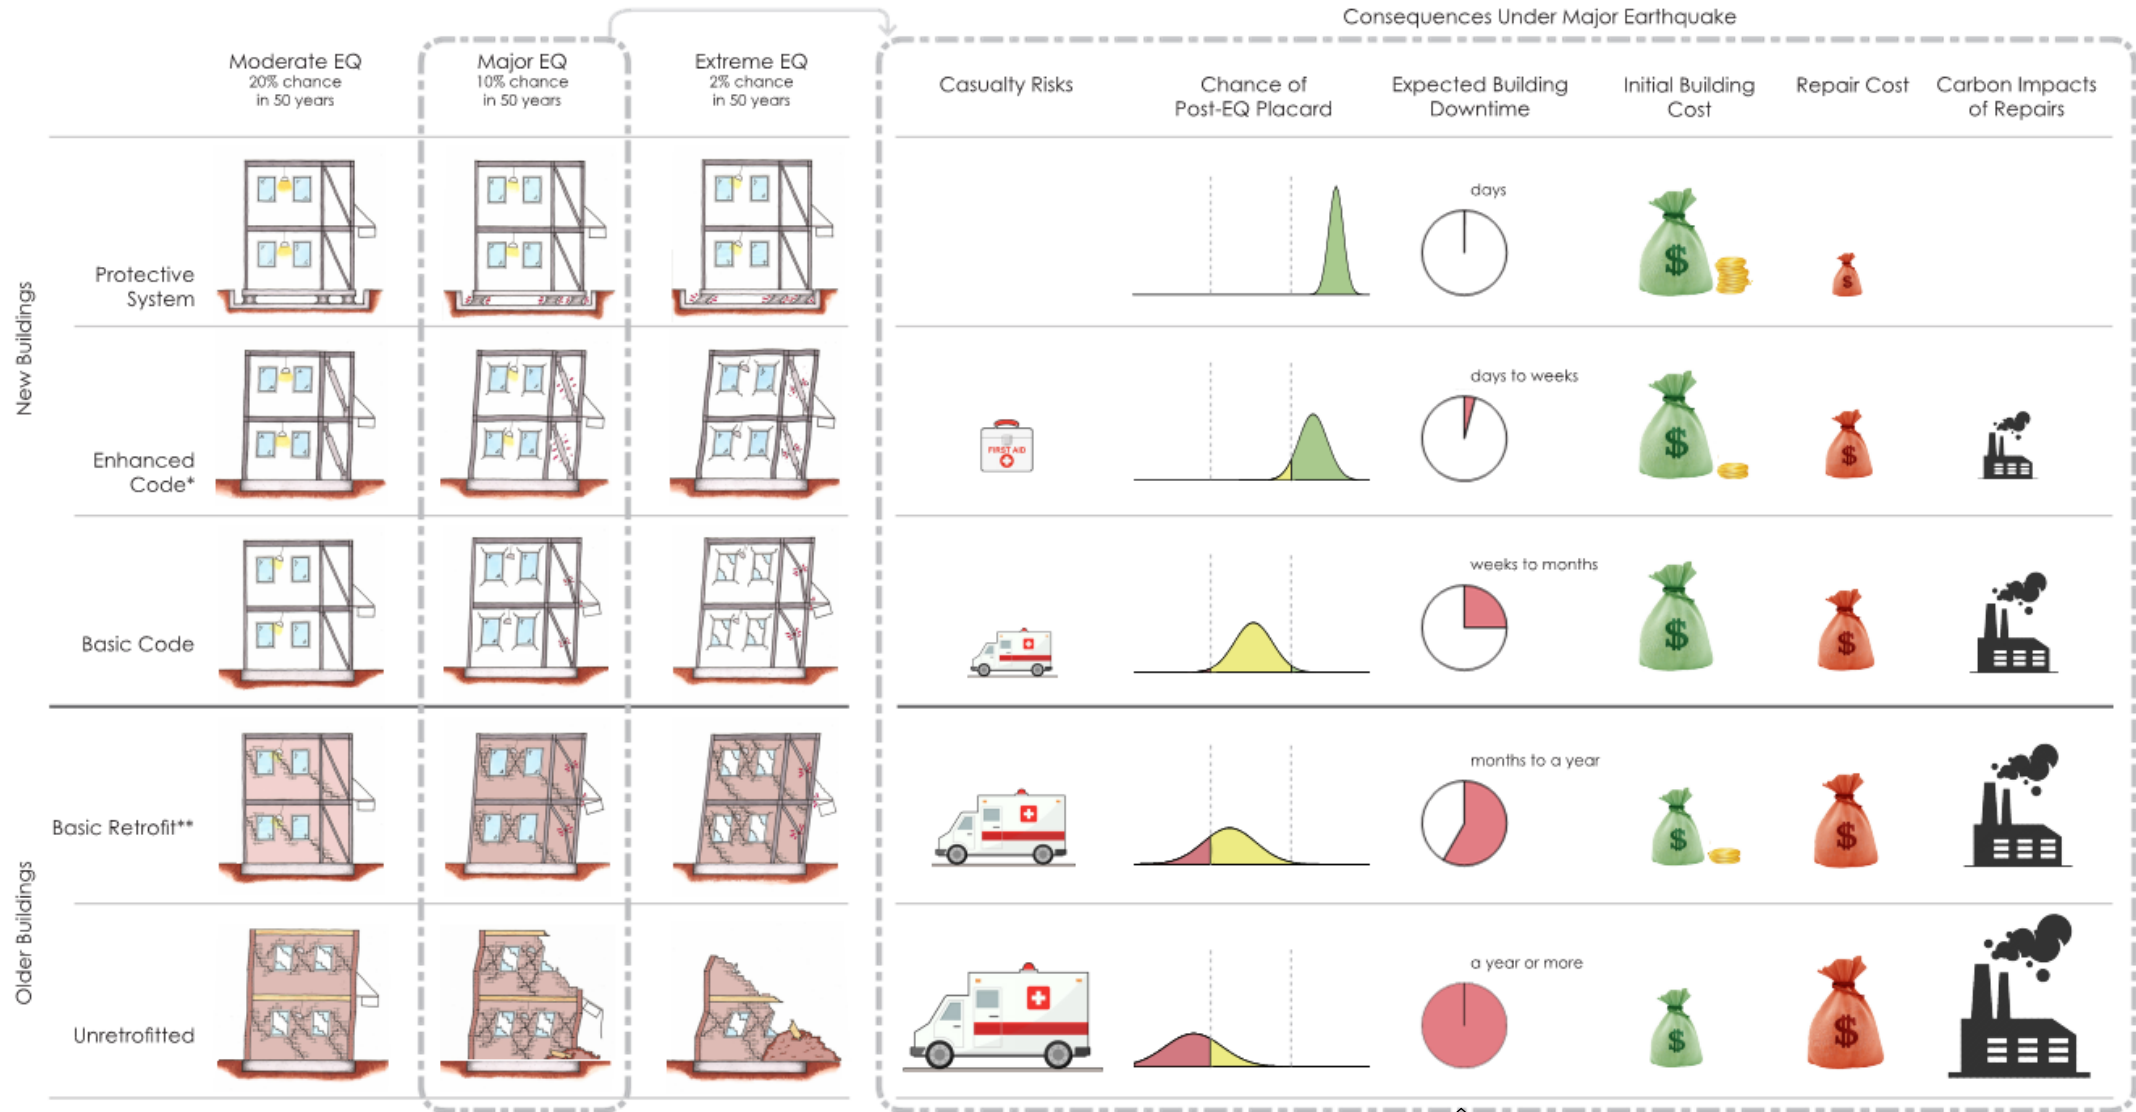 Consequences Under Major Earthquake
Moderate EQ
20% chance
in 50 years
Major EQ
10% chance
in 50 years
Extreme EQ
2% chance
in 50 years
Casualty Risks
Chance of
Post-EQ Placard
Expected Building
Downtime
Initial Building
Cost
Repair Cost
Carbon Impacts
of Repairs
New Buildings
Protective
System
days
$
$
Enhanced
Code*
FIRST AID
days to weeks
$
$
Basic Code
weeks to months
$
$
Older Buildings
Basic Retrofit**
months to a year
$
$
Unretrofitted
a year or more
$
$